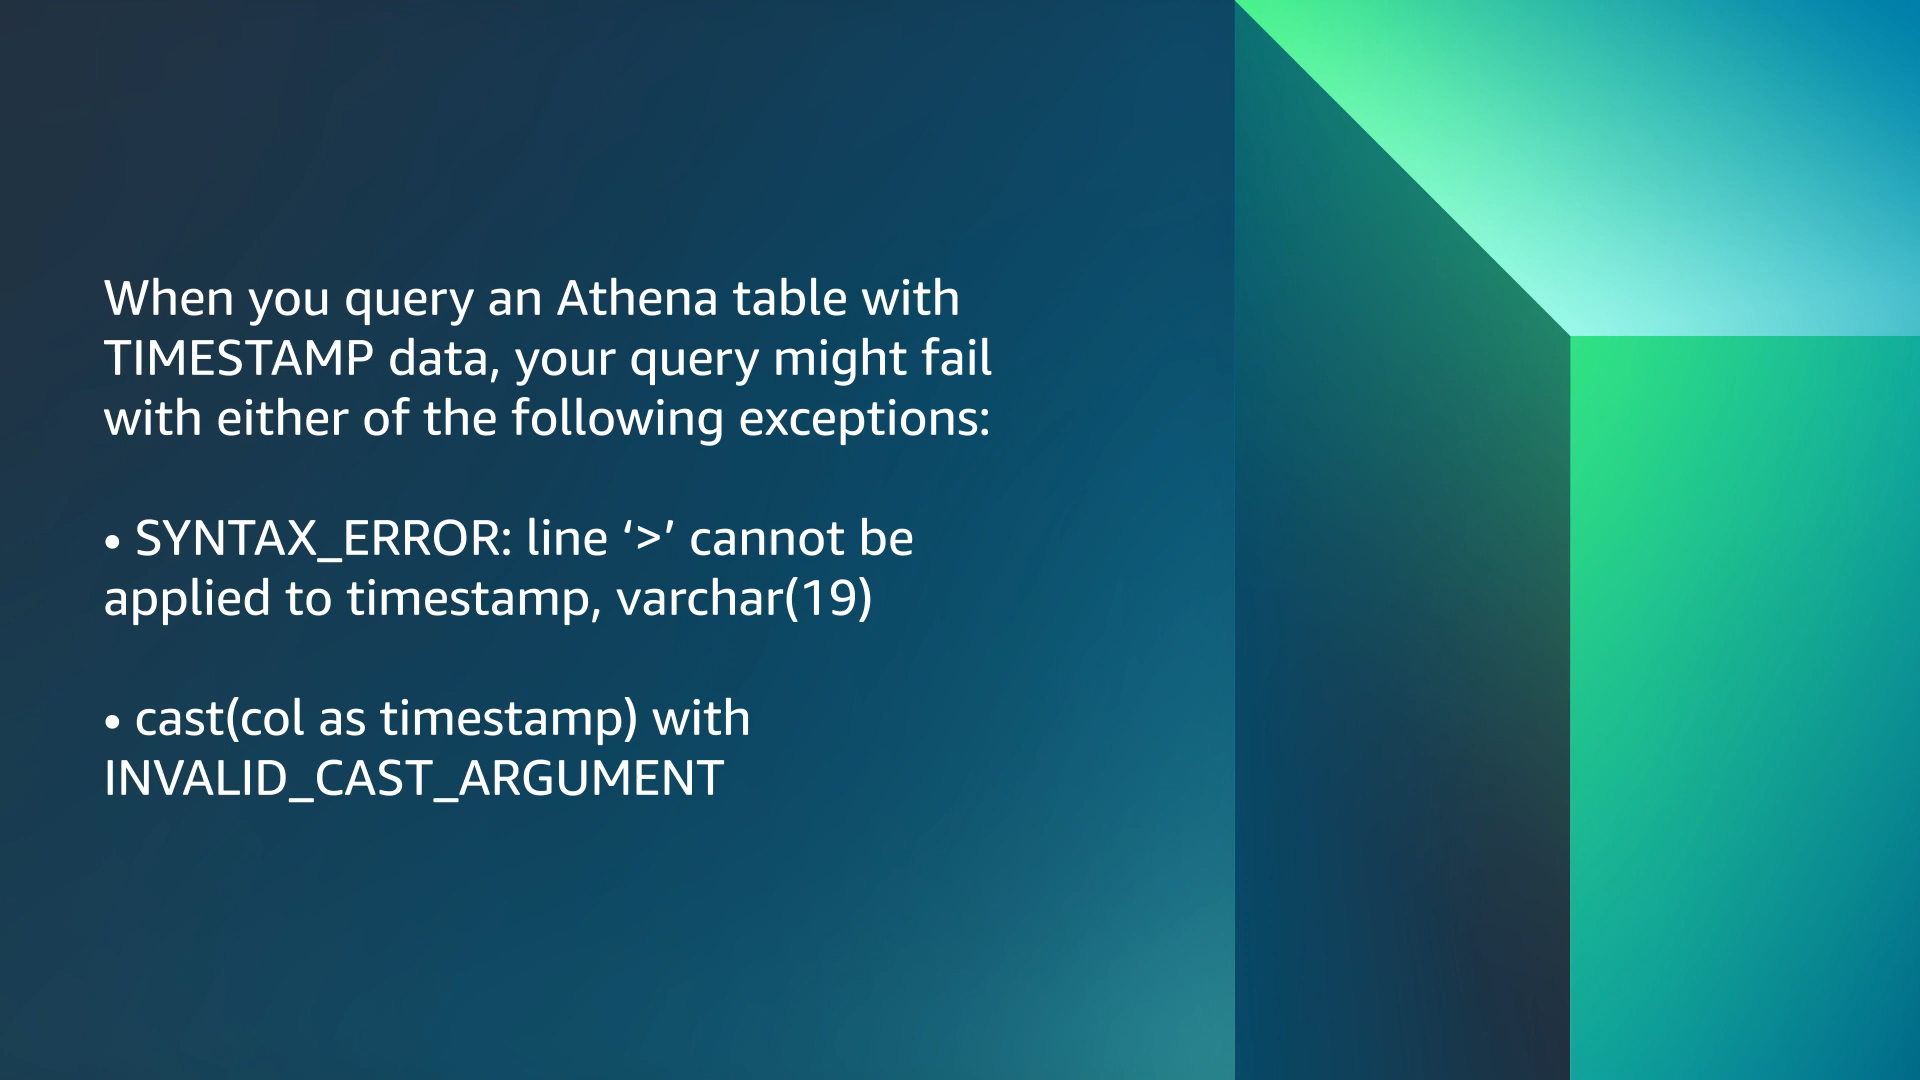 When you query an Athena table with
TIMESTAMP data, your query might fail
with either of the following exceptions:
• SYNTAX_ERROR: line ‘>’ cannot be
applied to timestamp, varchar(19)
• cast(col as timestamp) with
INVALID_CAST_ARGUMENT